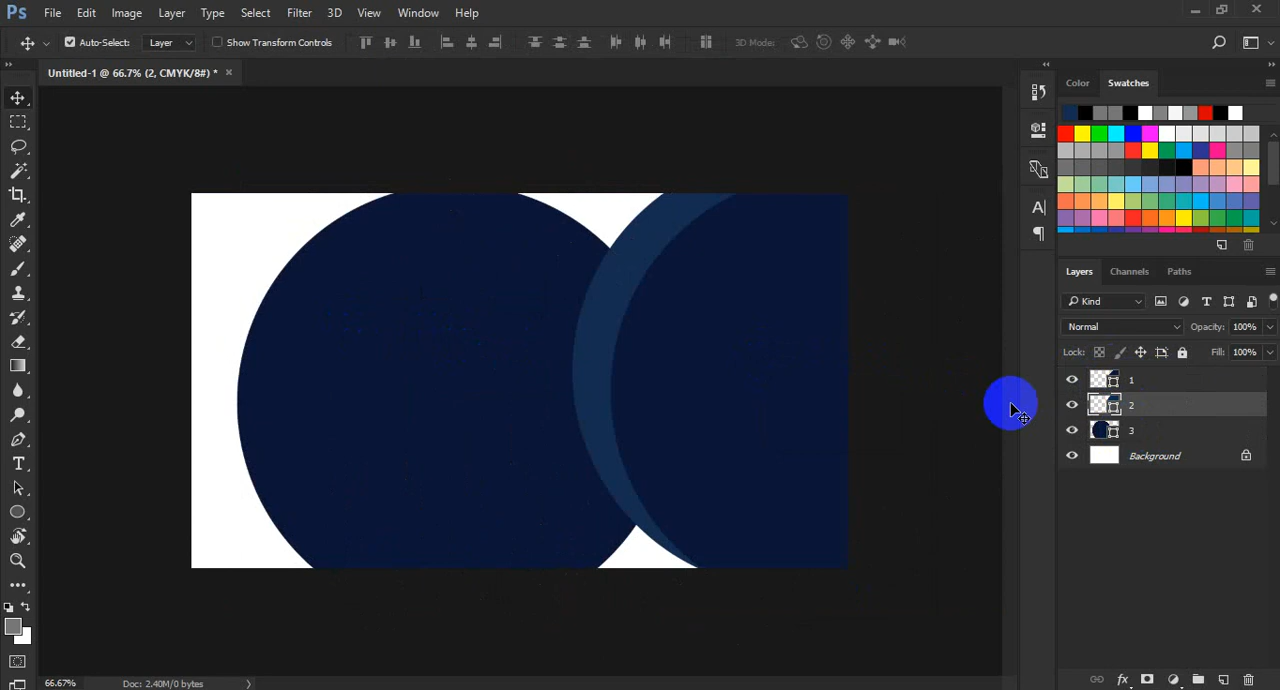 Ps File Edit Image Layer Type Select Filter 3D View Window Help
Auto-Select: Layer Show Transform Controls 3D Mode:
Untitled-1 @ 66.7% (2, CMYK/8#) * ×
Color Swatches
Layers Channels Paths
Kind
Normal Opacity: 100%
Lock: Fill: 100%
1
2
3
Background
66.67% Doc: 2.40M/0 bytes